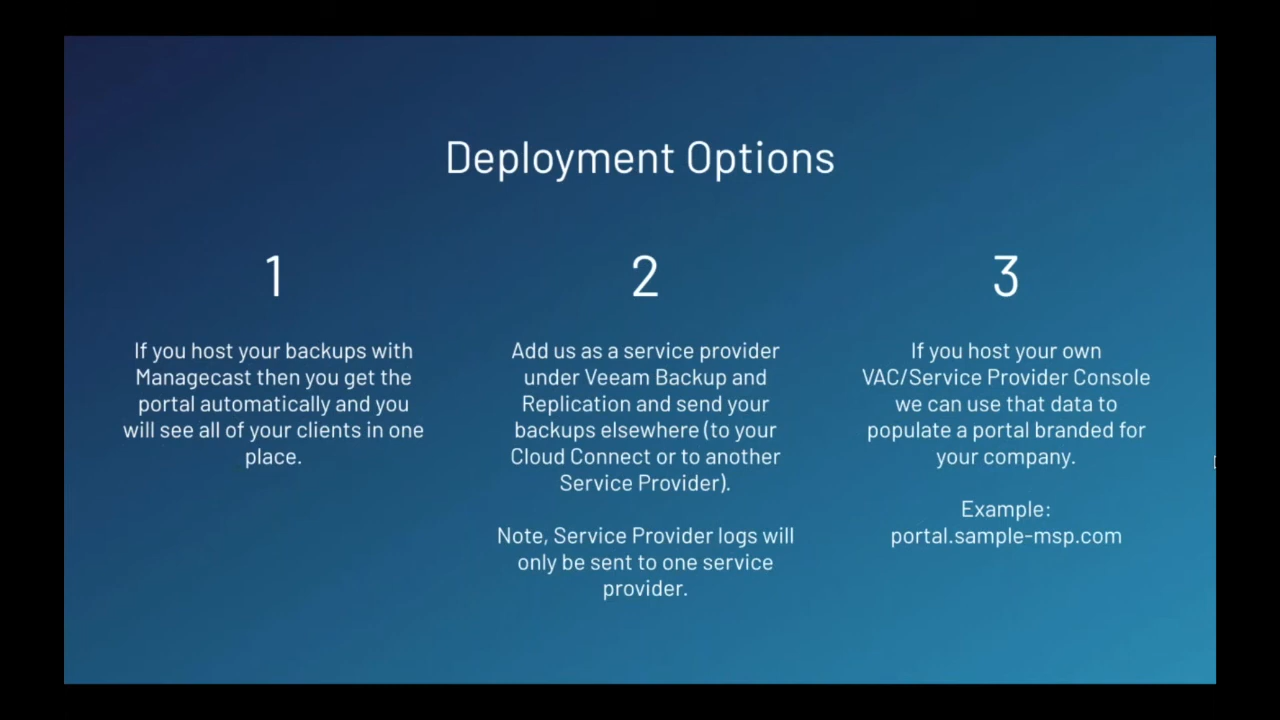 Deployment Options
1
If you host your backups with
Managecast then you get the
portal automatically and you
will see all of your clients in one
place.
2
Add us as a service provider
under Veeam Backup and
Replication and send your
backups elsewhere (to your
Cloud Connect or to another
Service Provider).
Note, Service Provider logs will
only be sent to one service
provider.
3
If you host your own
VAC/Service Provider Console
we can use that data to
populate a portal branded for
your company.
Example:
portal.sample-msp.com